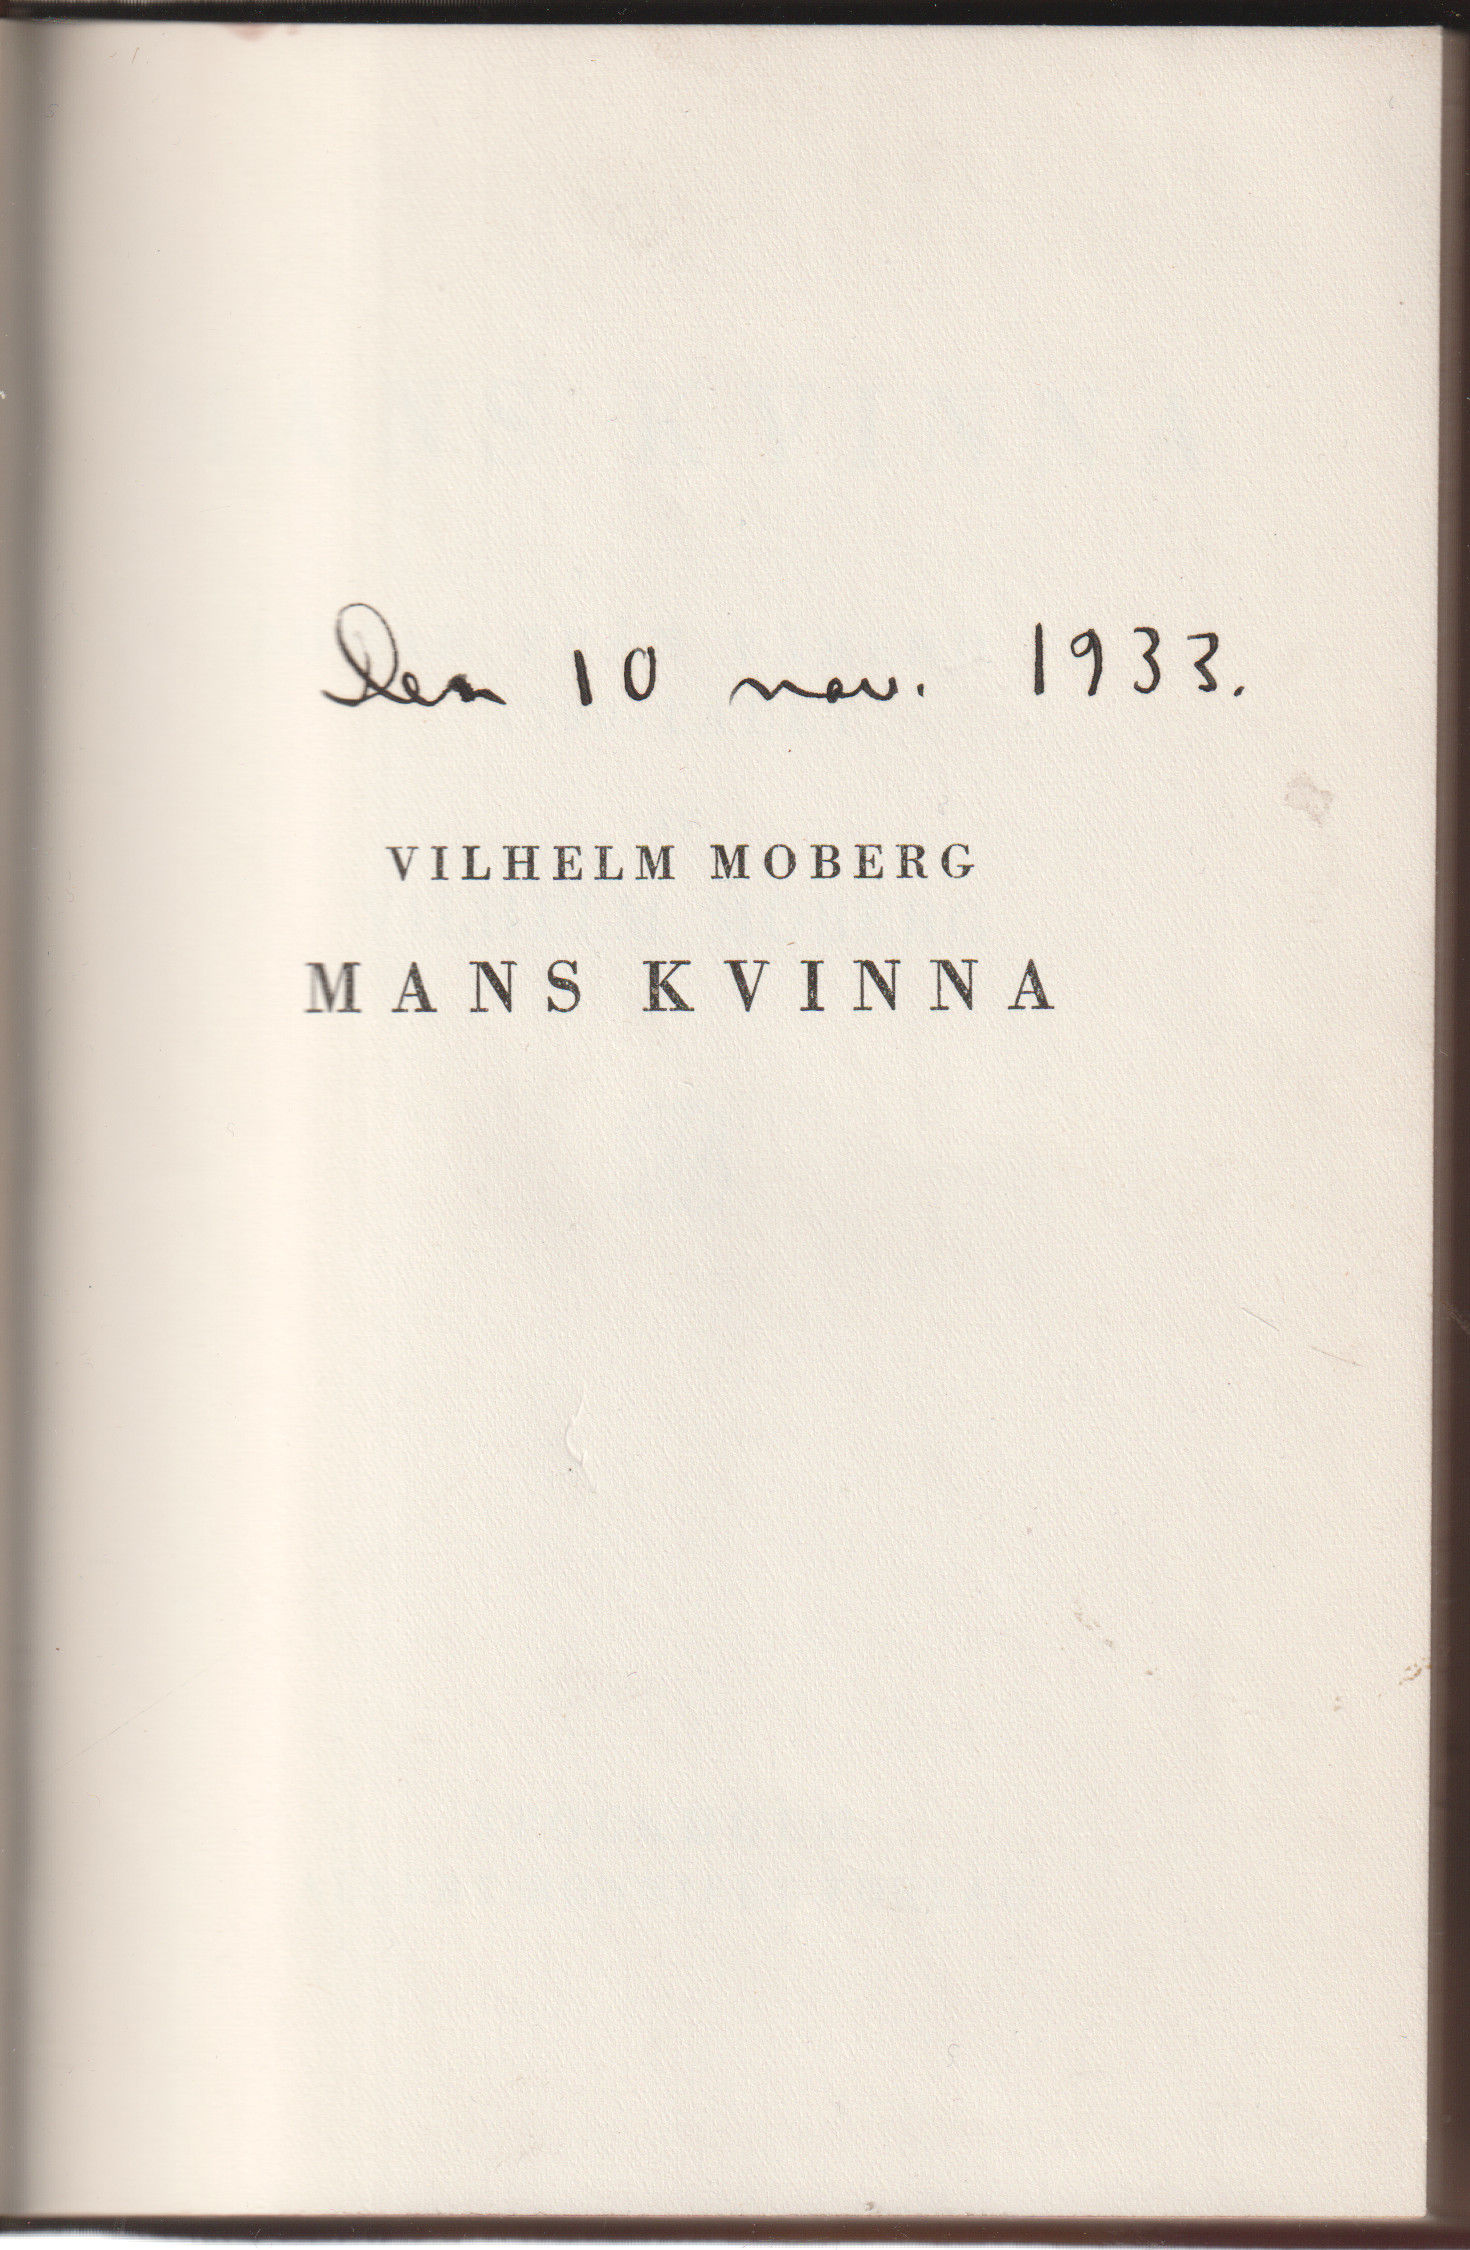 Den 10 nov. 1933.
VILHELM MOBERG
MANS KVINNA